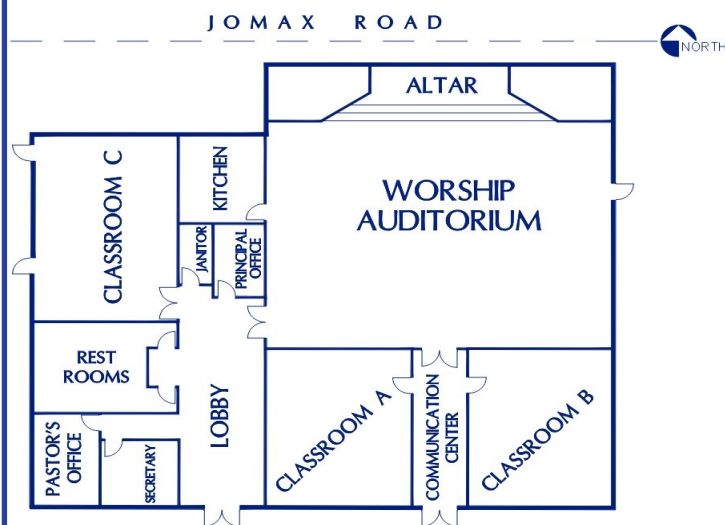 JOMAX ROAD
NORTH
ALTAR
WORSHIP
AUDITORIUM
KITCHEN
CLASSROOM C
JANITOR
PRINCIPAL
OFFICE
REST
ROOMS
LOBBY
PASTOR'S
OFFICE
SECRETARY
CLASSROOM A
COMMUNICATION
CENTER
CLASSROOM B